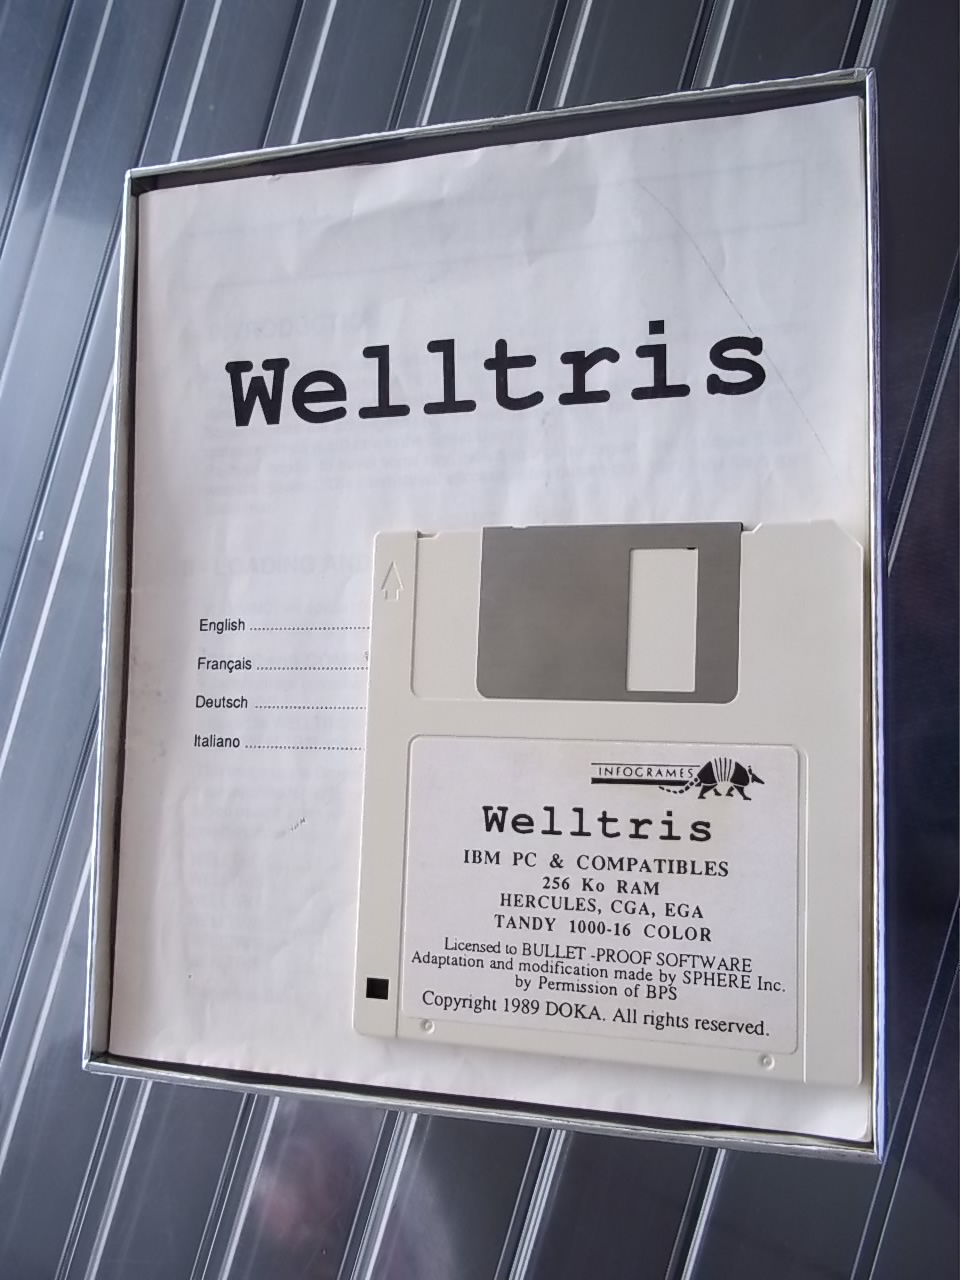 Welltris
English ........................
Français ......................
Deutsch ......................
Italiano ........................
INFOGRAMES
Welltris
IBM PC & COMPATIBLES
256 Ko RAM
HERCULES, CGA, EGA
TANDY 1000-16 COLOR
Licensed to BULLET -PROOF SOFTWARE
Adaptation and modification made by SPHERE Inc.
by Permission of BPS
Copyright 1989 DOKA. All rights reserved.